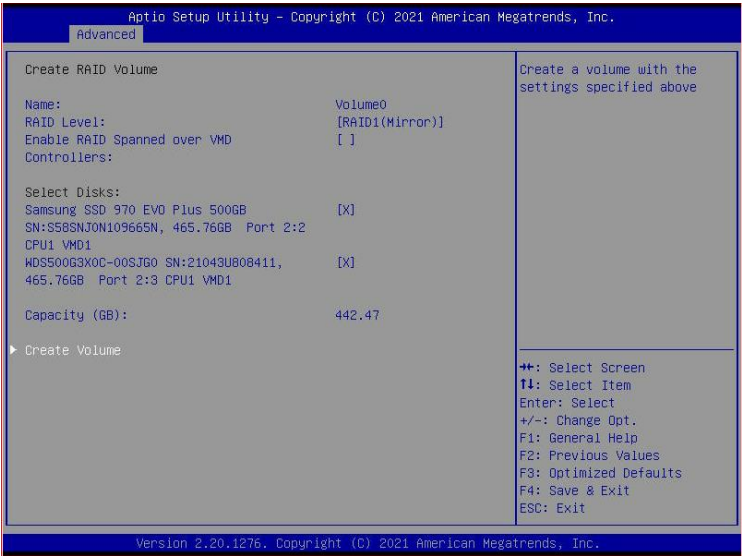 Aptio Setup Utility – Copyright (C) 2021 American Megatrends, Inc.
Advanced
Create RAID Volume
Name: Volume0
RAID Level: [RAID1(Mirror)]
Enable RAID Spanned over VMD [ ]
Controllers:
Select Disks:
Samsung SSD 970 EVO Plus 500GB [X]
SN:S58SNJ0N109665N, 465.76GB Port 2:2
CPU1 VMD1
WDS500G3X0C-00SJG0 SN:21043U808411, [X]
465.76GB Port 2:3 CPU1 VMD1
Capacity (GB): 442.47
Create Volume
Create a volume with the
settings specified above
→←: Select Screen
↑↓: Select Item
Enter: Select
+/-: Change Opt.
F1: General Help
F2: Previous Values
F3: Optimized Defaults
F4: Save & Exit
ESC: Exit
Version 2.20.1276. Copyright (C) 2021 American Megatrends, Inc.